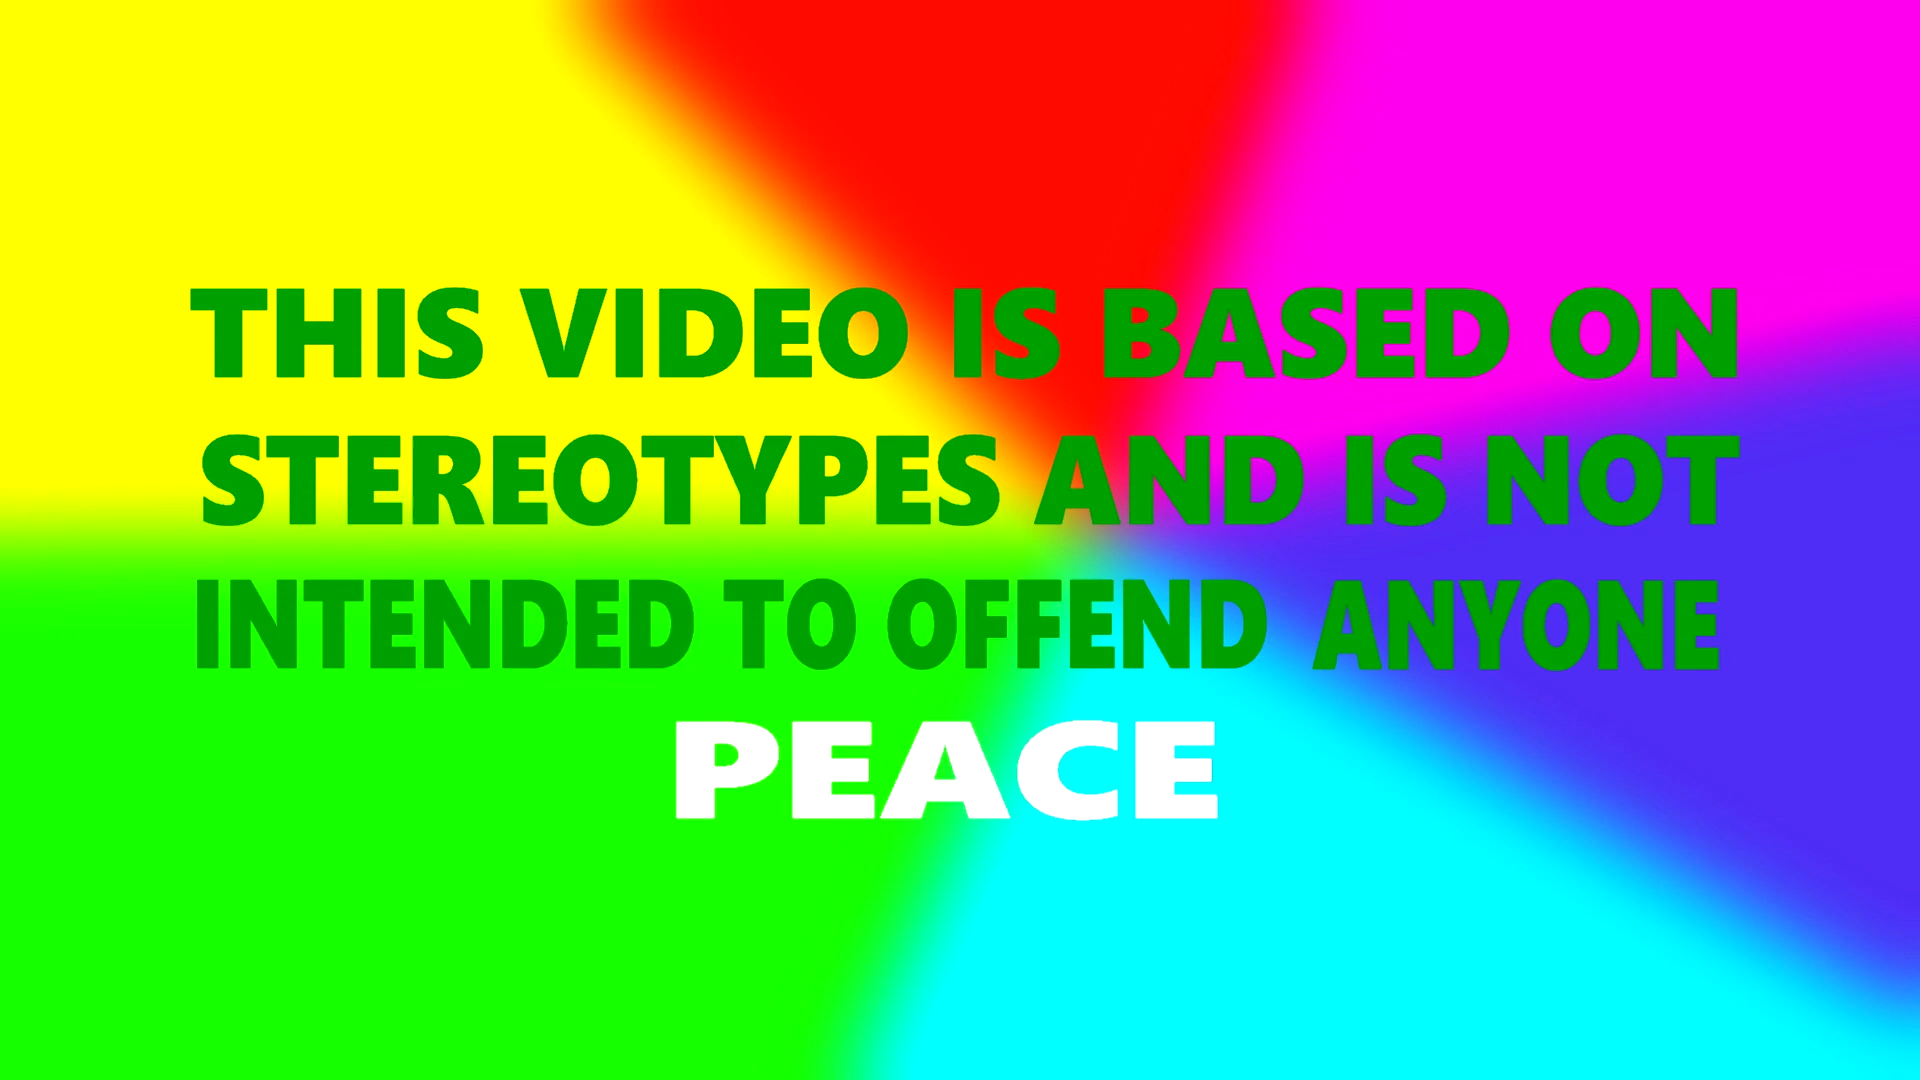 THIS VIDEO IS BASED ON
STEREOTYPES AND IS NOT
INTENDED TO OFFEND ANYONE
PEACE